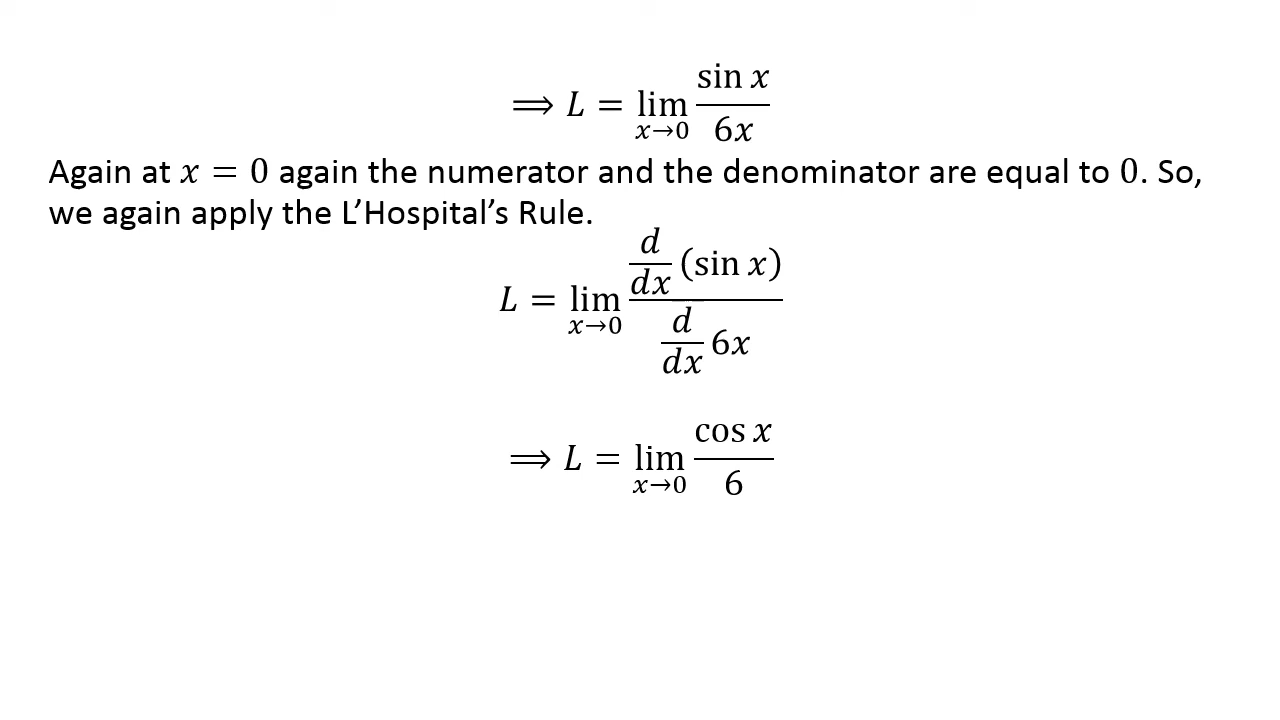 ⟹ L = lim_{x→0} sin x / 6x
Again at x = 0 again the numerator and the denominator are equal to 0. So,
we again apply the L’Hospital’s Rule.
L = lim_{x→0} d/dx (sin x) / d/dx 6x
⟹ L = lim_{x→0} cos x / 6